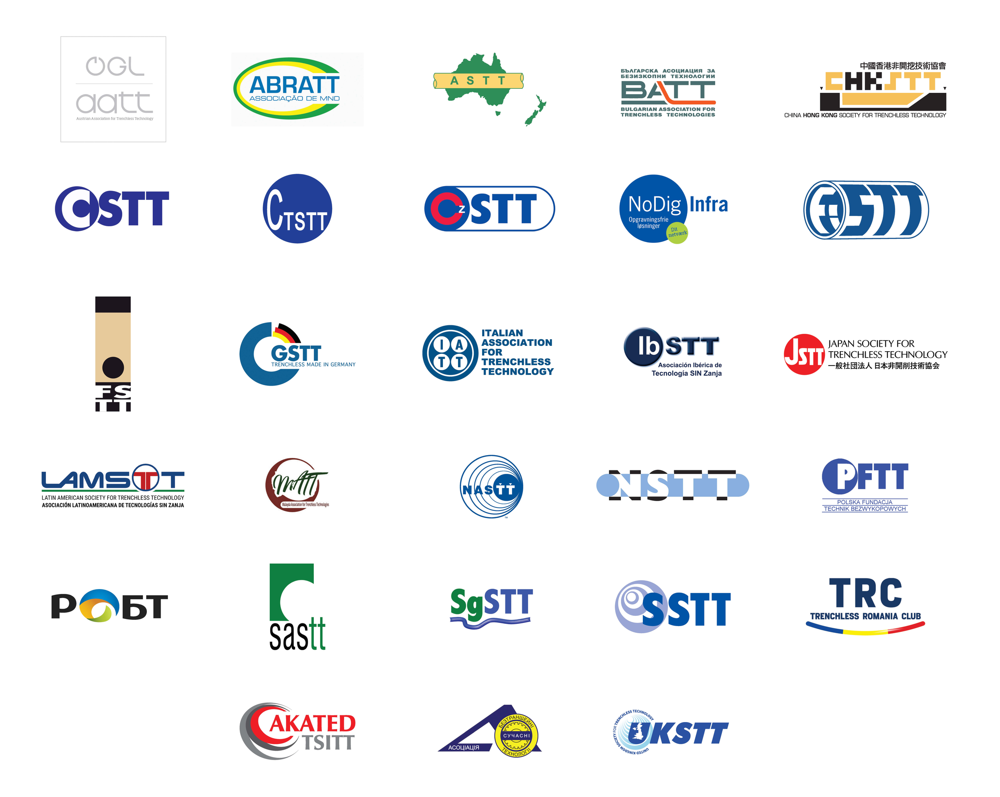 ÖGL
aatt
Austrian Association for Trenchless Technology
ABRATT
ASSOCIAÇÃO DE MND
ASTT
БЪЛГАРСКА АСОЦИАЦИЯ ЗА
БЕЗИЗКОПНИ ТЕХНОЛОГИИ
BATT
BULGARIAN ASSOCIATION FOR
TRENCHLESS TECHNOLOGIES
中國香港非開挖技術協會
CHKSTT
CHINA HONG KONG SOCIETY FOR TRENCHLESS TECHNOLOGY
CSTT
CTSTT
CzSTT
NoDig Infra
Opgravningsfrie
løsninger
Dit
netværk
FiSTT
FS
TT
GSTT
TRENCHLESS MADE IN GERMANY
IA
TT
ITALIAN
ASSOCIATION
FOR
TRENCHLESS
TECHNOLOGY
IbSTT
Asociación Ibérica de
Tecnología SIN Zanja
JSTT
JAPAN SOCIETY FOR
TRENCHLESS TECHNOLOGY
一般社団法人 日本非開削技術協会
LAMSTT
LATIN AMERICAN SOCIETY FOR TRENCHLESS TECHNOLOGY
ASOCIACIÓN LATINOAMERICANA DE TECNOLOGÍAS SIN ZANJA
MATT
Malaysia Association for Trenchless Technologies
NASTT
TM
NSTT
PFTT
POLSKA FUNDACJA
TECHNIK BEZWYKOPOWYCH
РОБТ
sastt
SgSTT
SSTT
TRC
TRENCHLESS ROMANIA CLUB
AKATED
TSITT
АСОЦІАЦІЯ
БЕЗТРАНШЕЙНІ
СУЧАСНІ
ТЕХНОЛОГІЇ
UKSTT
UNITED KINGDOM SOCIETY FOR TRENCHLESS TECHNOLOGY